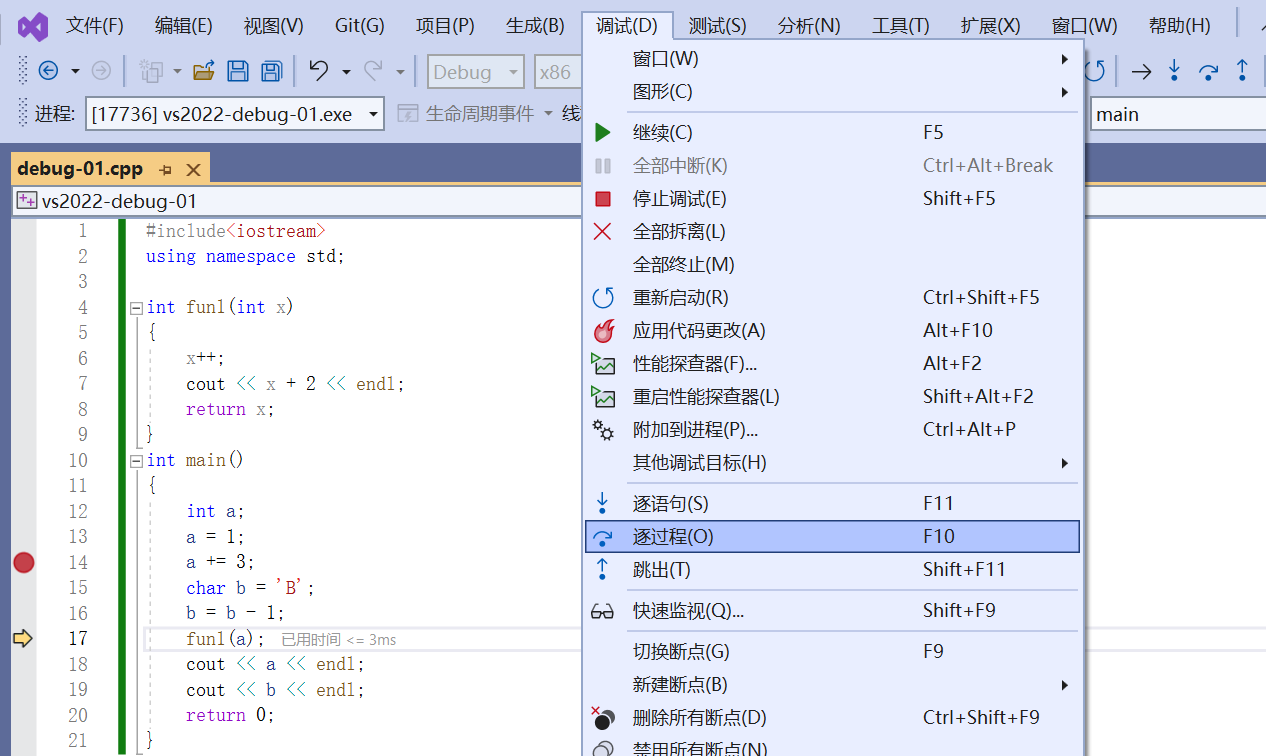 文件(F) 编辑(E) 视图(V) Git(G) 项目(P) 生成(B) 调试(D) 测试(S) 分析(N) 工具(T) 扩展(X) 窗口(W) 帮助(H)
Debug x86
进程: [17736] vs2022-debug-01.exe 生命周期事件 线 main
debug-01.cpp
vs2022-debug-01
1 #include<iostream>
2 using namespace std;
3
4 int fun1(int x)
5 {
6 x++;
7 cout << x + 2 << endl;
8 return x;
9 }
10 int main()
11 {
12 int a;
13 a = 1;
14 a += 3;
15 char b = 'B';
16 b = b - 1;
17 fun1(a); 已用时间 <= 3ms
18 cout << a << endl;
19 cout << b << endl;
20 return 0;
21 }
窗口(W)
图形(C)
继续(C) F5
全部中断(K) Ctrl+Alt+Break
停止调试(E) Shift+F5
全部拆离(L)
全部终止(M)
重新启动(R) Ctrl+Shift+F5
应用代码更改(A) Alt+F10
性能探查器(F)... Alt+F2
重启性能探查器(L) Shift+Alt+F2
附加到进程(P)... Ctrl+Alt+P
其他调试目标(H)
逐语句(S) F11
逐过程(O) F10
跳出(T) Shift+F11
快速监视(Q)... Shift+F9
切换断点(G) F9
新建断点(B)
删除所有断点(D) Ctrl+Shift+F9
禁用所有断点(N)